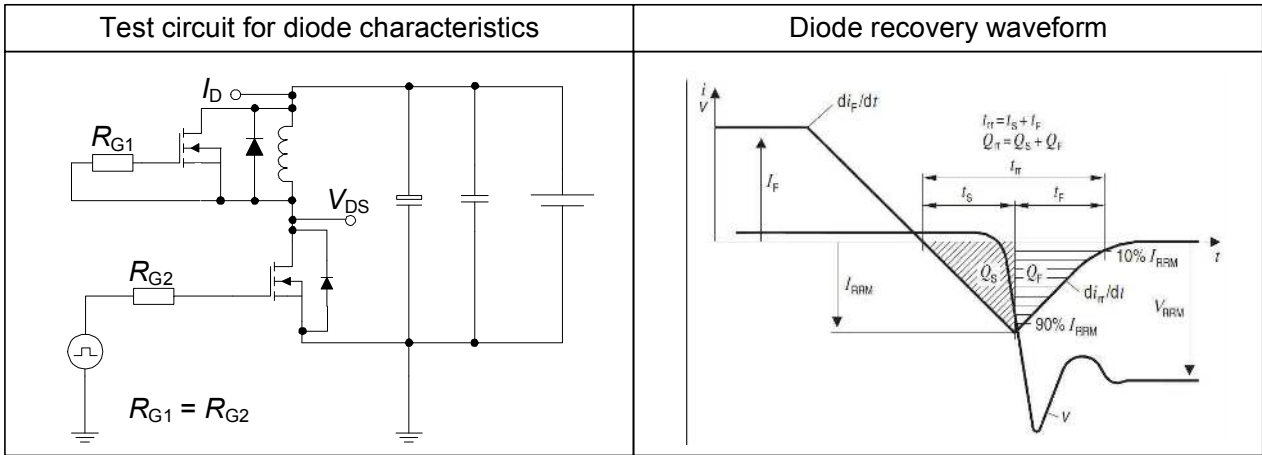 Test circuit for diode characteristics
Diode recovery waveform
I_D
R_G1
V_DS
R_G2
R_G1 = R_G2
i
V
di_F/dt
t_rr = t_S + t_F
Q_rr = Q_S + Q_F
t_rr
I_F
t_S
t_F
t
Q_S
Q_F
10% I_RRM
I_RRM
di_rr/dt
V_RRM
90% I_RRM
V